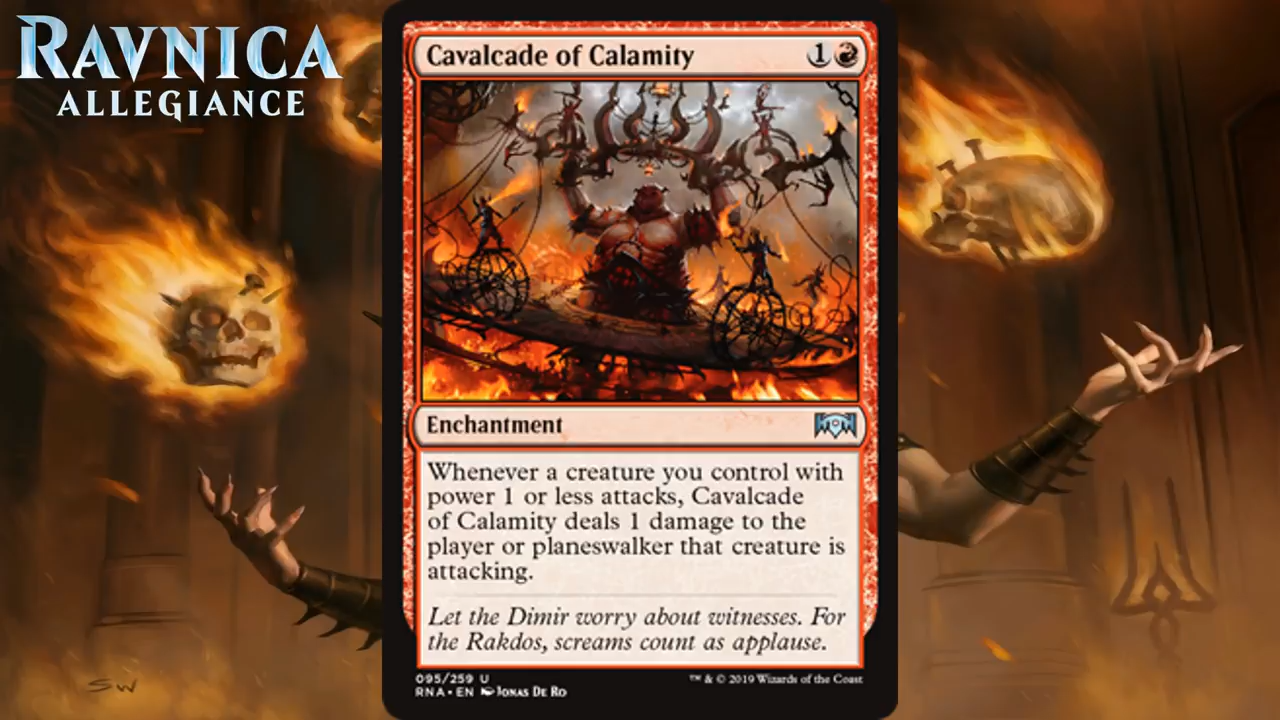 RAVNICA
ALLEGIANCE
Cavalcade of Calamity 1
Enchantment
Whenever a creature you control with
power 1 or less attacks, Cavalcade
of Calamity deals 1 damage to the
player or planeswalker that creature is
attacking.
Let the Dimir worry about witnesses. For
the Rakdos, screams count as applause.
095/259 U
RNA • EN Jonas De Ro
™ & © 2019 Wizards of the Coast
SW